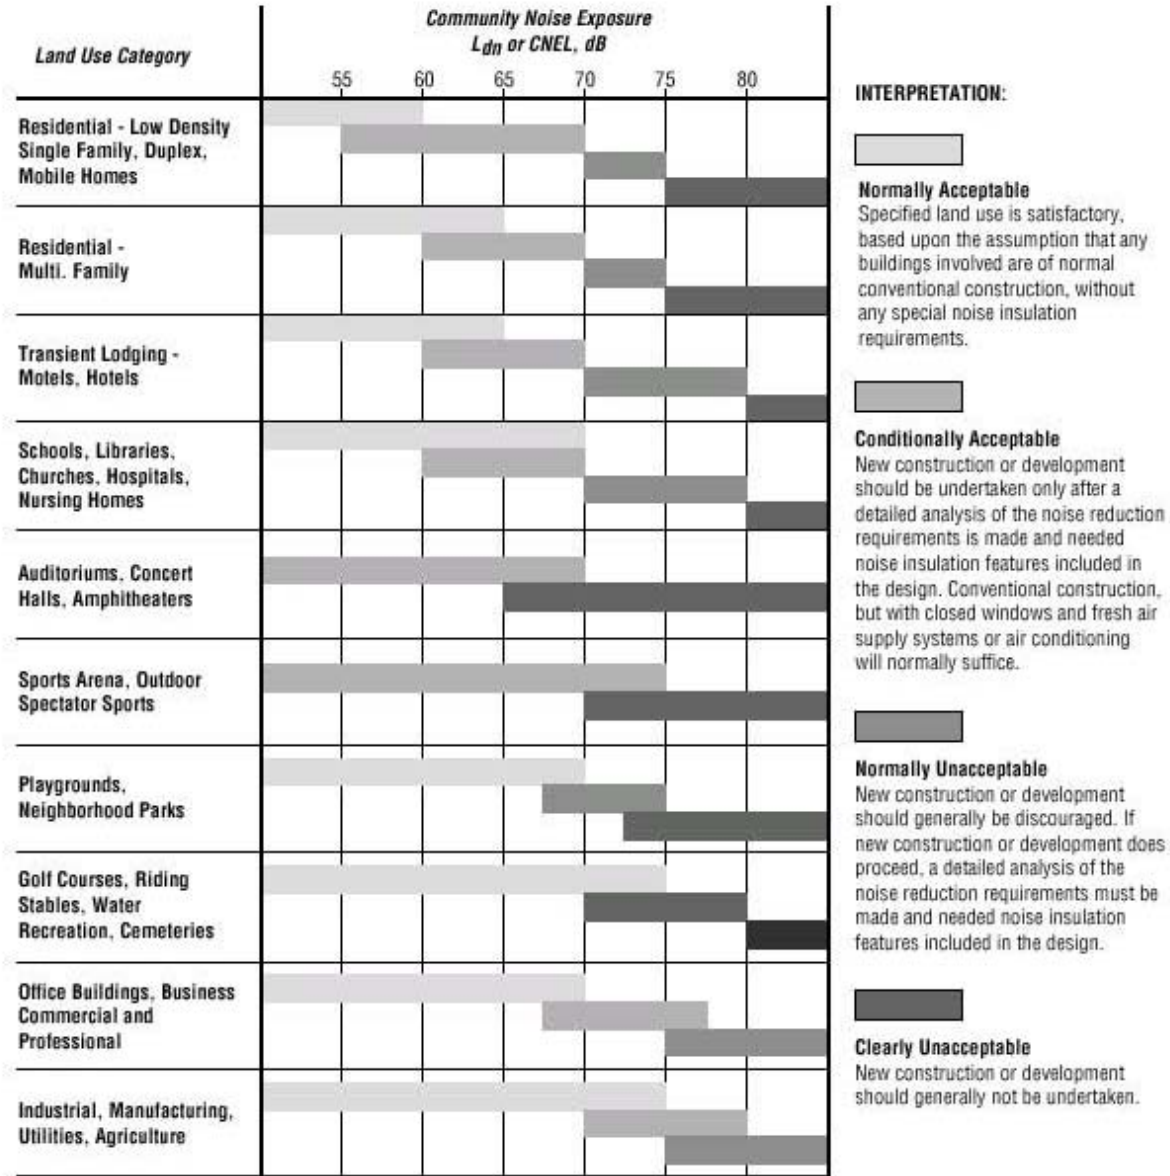 Community Noise Exposure
Ldn or CNEL, dB
Land Use Category
55 60 65 70 75 80
Residential - Low Density
Single Family, Duplex,
Mobile Homes
Residential -
Multi. Family
Transient Lodging -
Motels, Hotels
Schools, Libraries,
Churches, Hospitals,
Nursing Homes
Auditoriums, Concert
Halls, Amphitheaters
Sports Arena, Outdoor
Spectator Sports
Playgrounds,
Neighborhood Parks
Golf Courses, Riding
Stables, Water
Recreation, Cemeteries
Office Buildings, Business
Commercial and
Professional
Industrial, Manufacturing,
Utilities, Agriculture
INTERPRETATION:
Normally Acceptable
Specified land use is satisfactory,
based upon the assumption that any
buildings involved are of normal
conventional construction, without
any special noise insulation
requirements.
Conditionally Acceptable
New construction or development
should be undertaken only after a
detailed analysis of the noise reduction
requirements is made and needed
noise insulation features included in
the design. Conventional construction,
but with closed windows and fresh air
supply systems or air conditioning
will normally suffice.
Normally Unacceptable
New construction or development
should generally be discouraged. If
new construction or development does
proceed, a detailed analysis of the
noise reduction requirements must be
made and needed noise insulation
features included in the design.
Clearly Unacceptable
New construction or development
should generally not be undertaken.